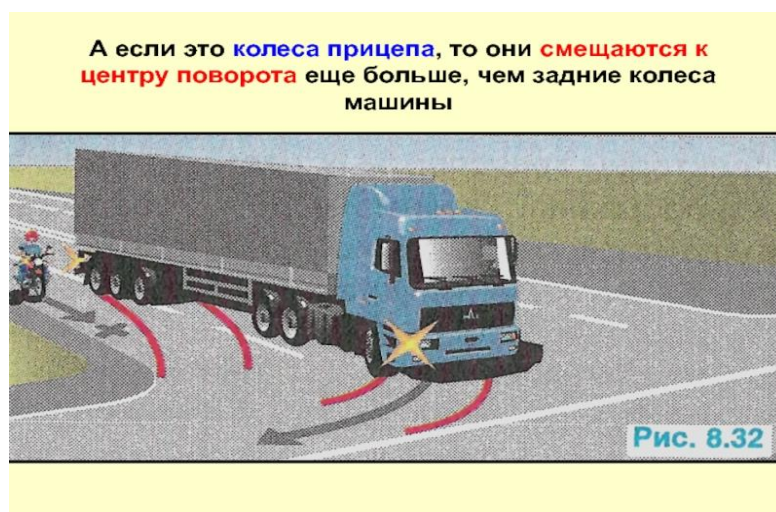 А если это колеса прицепа, то они смещаются к
центру поворота еще больше, чем задние колеса
машины
Рис. 8.32